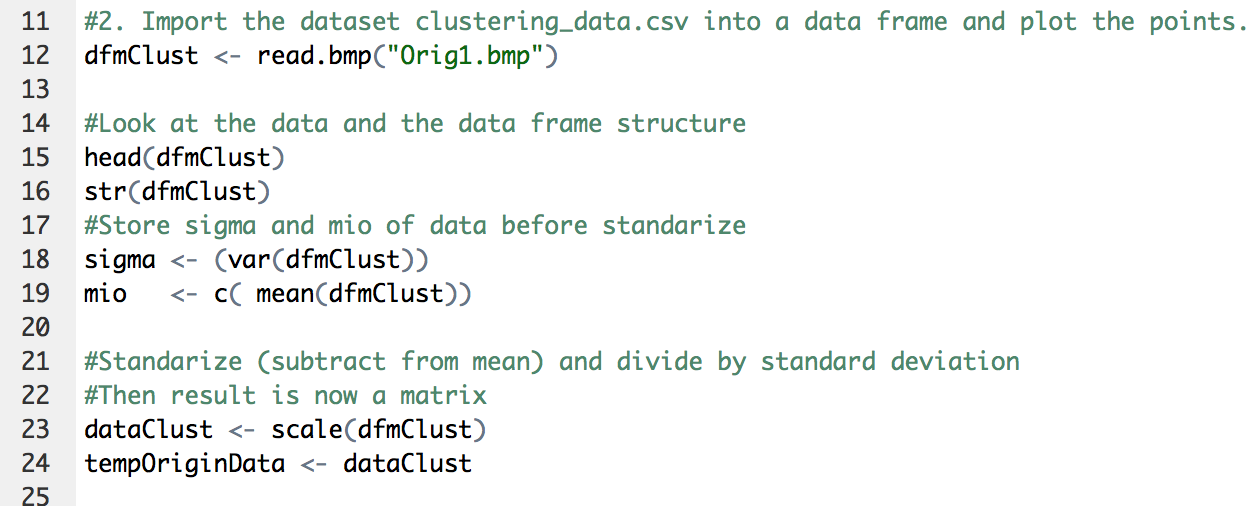 11 #2. Import the dataset clustering_data.csv into a data frame and plot the points.
12 dfmClust <- read.bmp("Orig1.bmp")
13
14 #Look at the data and the data frame structure
15 head(dfmClust)
16 str(dfmClust)
17 #Store sigma and mio of data before standarize
18 sigma <- (var(dfmClust))
19 mio   <- c( mean(dfmClust))
20
21 #Standarize (subtract from mean) and divide by standard deviation
22 #Then result is now a matrix
23 dataClust <- scale(dfmClust)
24 tempOriginData <- dataClust
25